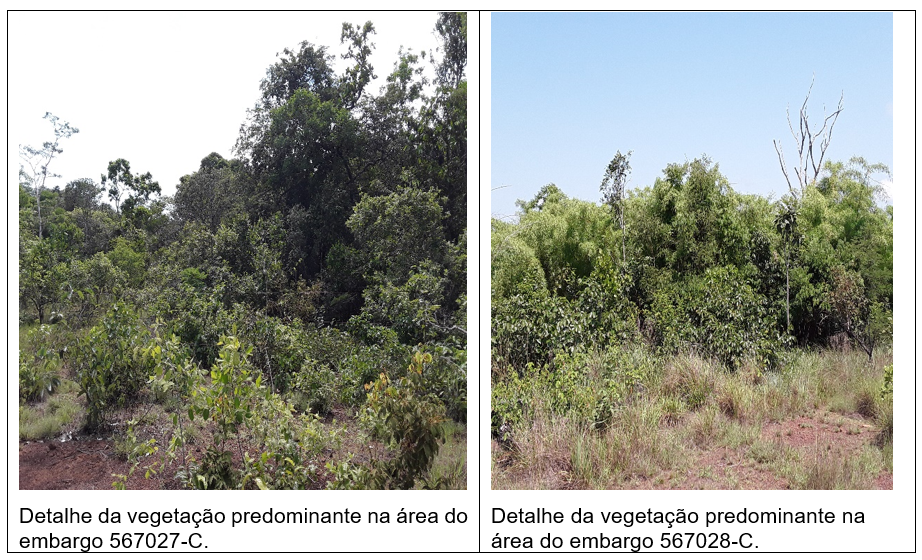 Detalhe da vegetação predominante na área do
embargo 567027-C.
Detalhe da vegetação predominante na
área do embargo 567028-C.